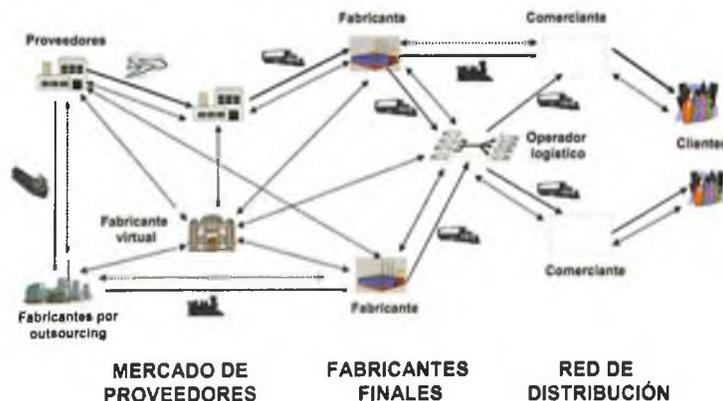 Proveedores
Fabricante
Comerciante
Clientes
Operador
logístico
Fabricante
virtual
Fabricante
Comerciante
Fabricantes por
outsourcing
MERCADO DE
PROVEEDORES
FABRICANTES
FINALES
RED DE
DISTRIBUCIÓN